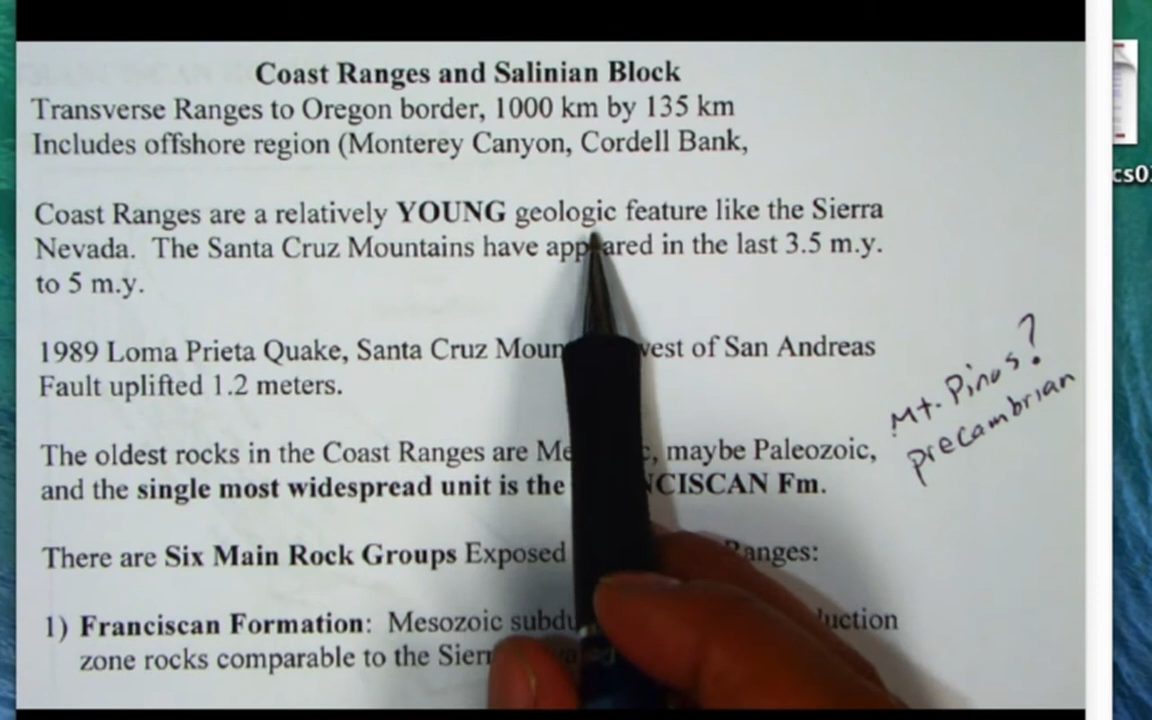 Coast Ranges and Salinian Block
Transverse Ranges to Oregon border, 1000 km by 135 km
Includes offshore region (Monterey Canyon, Cordell Bank,
Coast Ranges are a relatively YOUNG geologic feature like the Sierra
Nevada. The Santa Cruz Mountains have appeared in the last 3.5 m.y.
to 5 m.y.
1989 Loma Prieta Quake, Santa Cruz Moun west of San Andreas
Fault uplifted 1.2 meters.
The oldest rocks in the Coast Ranges are Me c, maybe Paleozoic,
and the single most widespread unit is the NCISCAN Fm.
Mt. Pinos?
precambrian
There are Six Main Rock Groups Exposed Ranges:
1) Franciscan Formation: Mesozoic subdu uction
zone rocks comparable to the Sier
cs0